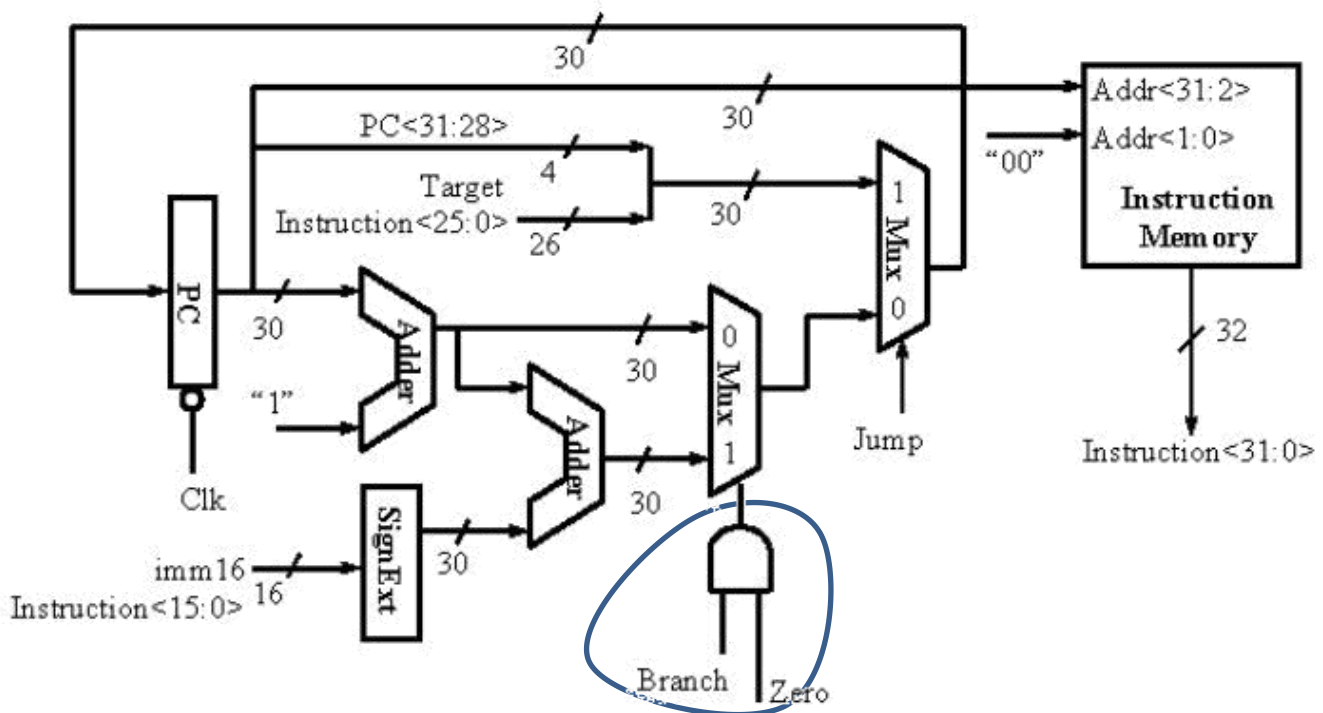 30
30
Addr<31:2>
PC<31:28>
4
Addr<1:0>
“00”
Target
Instruction<25:0>
26
30
1 Mux 0
Instruction
Memory
PC
30
Adder
“1”
30
0 Mux 1
32
Jump
Instruction<31:0>
Clk
Adder
30
SignExt
30
imm16
16
Instruction<15:0>
Branch
Zero